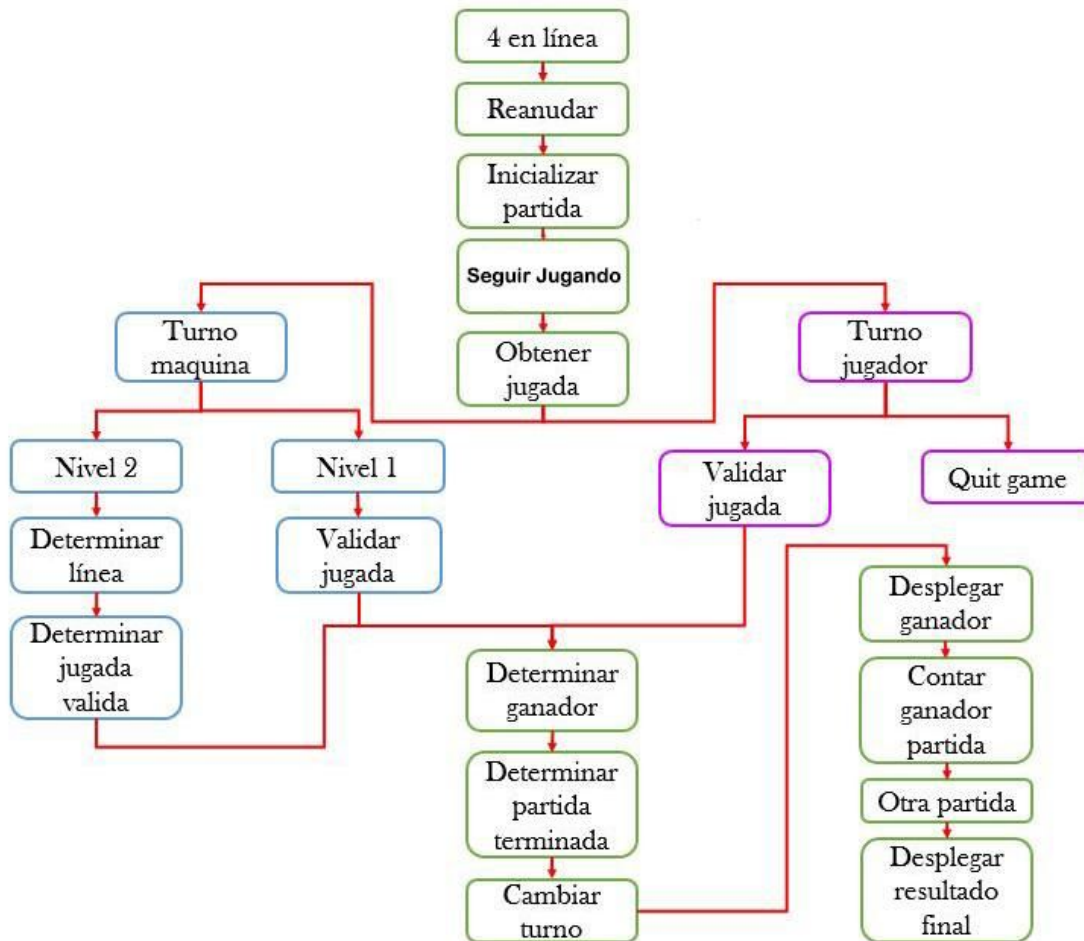 4 en línea
Reanudar
Inicializar
partida
Seguir Jugando
Obtener
jugada
Turno
maquina
Turno
jugador
Nivel 2
Nivel 1
Validar
jugada
Quit game
Determinar
línea
Validar
jugada
Determinar
jugada
valida
Determinar
ganador
Determinar
partida
terminada
Cambiar
turno
Desplegar
ganador
Contar
ganador
partida
Otra partida
Desplegar
resultado
final